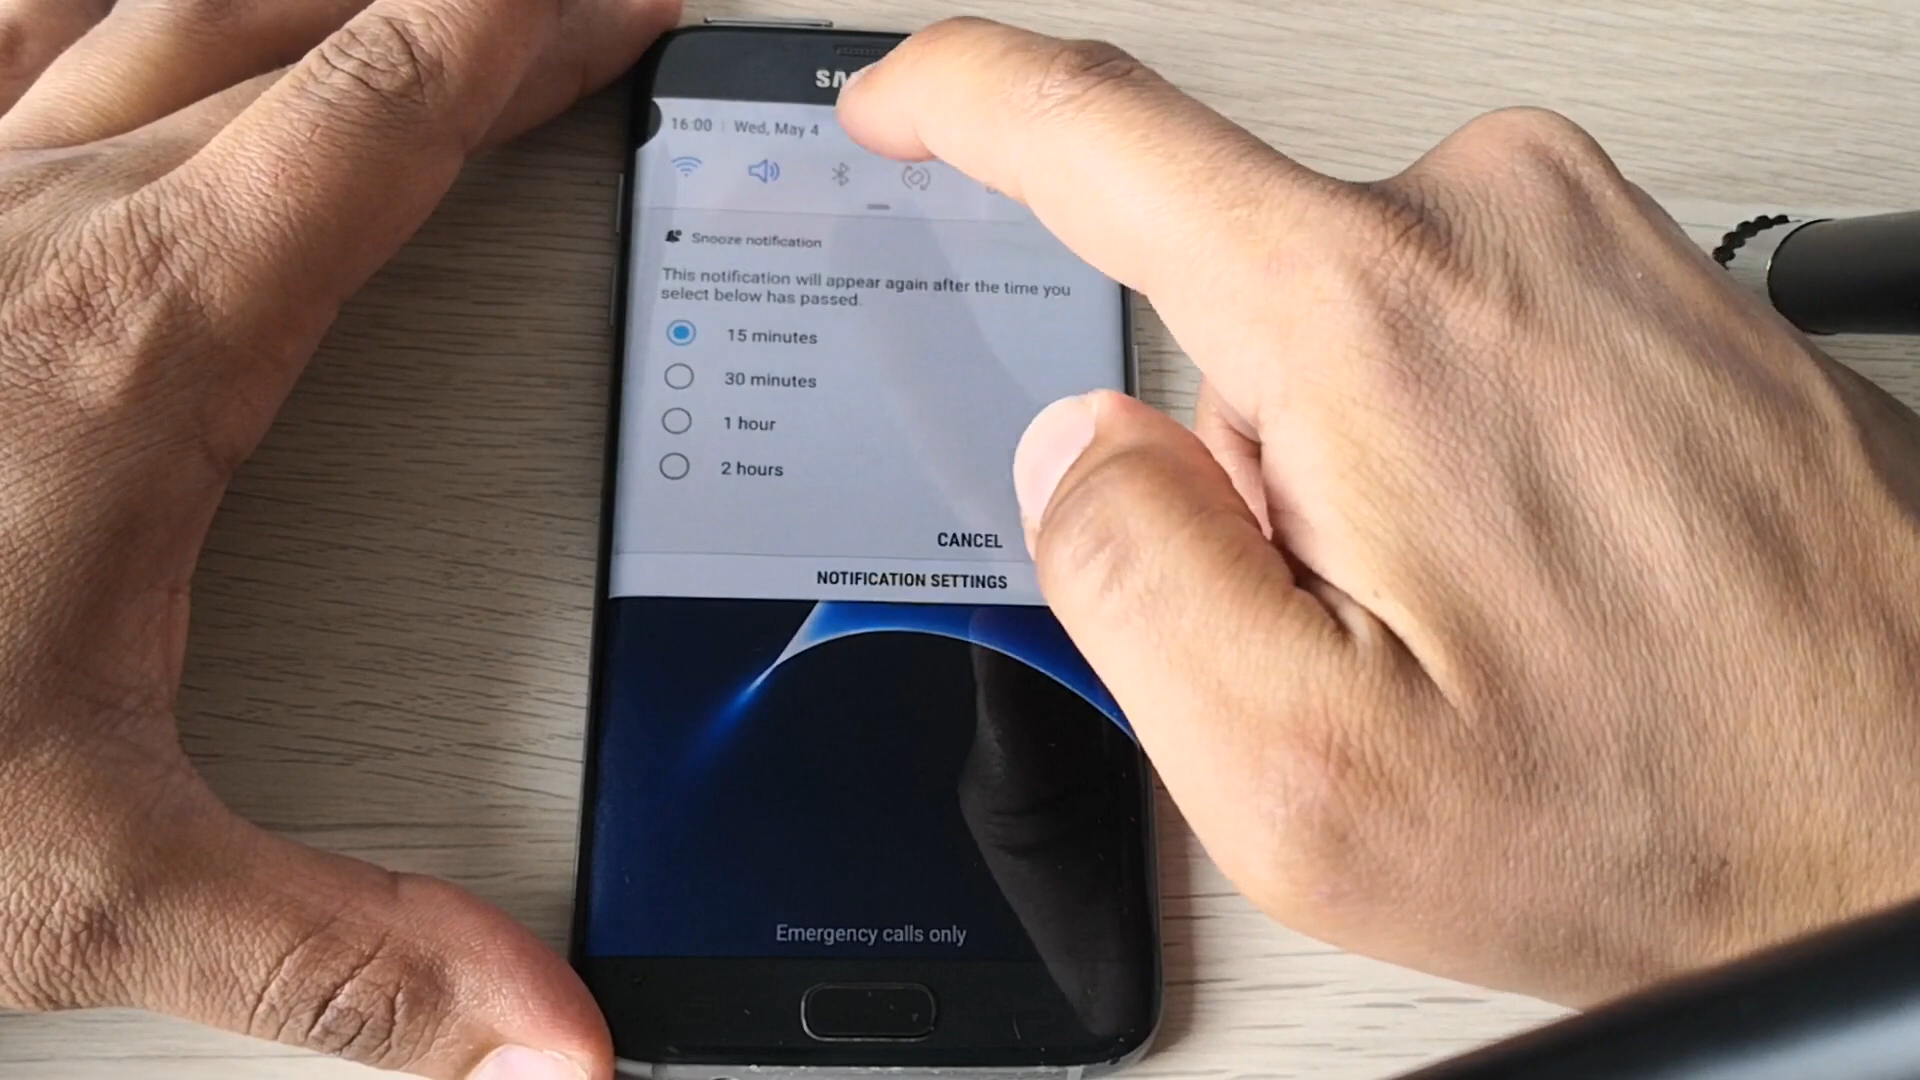 16:00 | Wed, May 4
Snooze notification
This notification will appear again after the time you
select below has passed.
15 minutes
30 minutes
1 hour
2 hours
CANCEL
NOTIFICATION SETTINGS
Emergency calls only